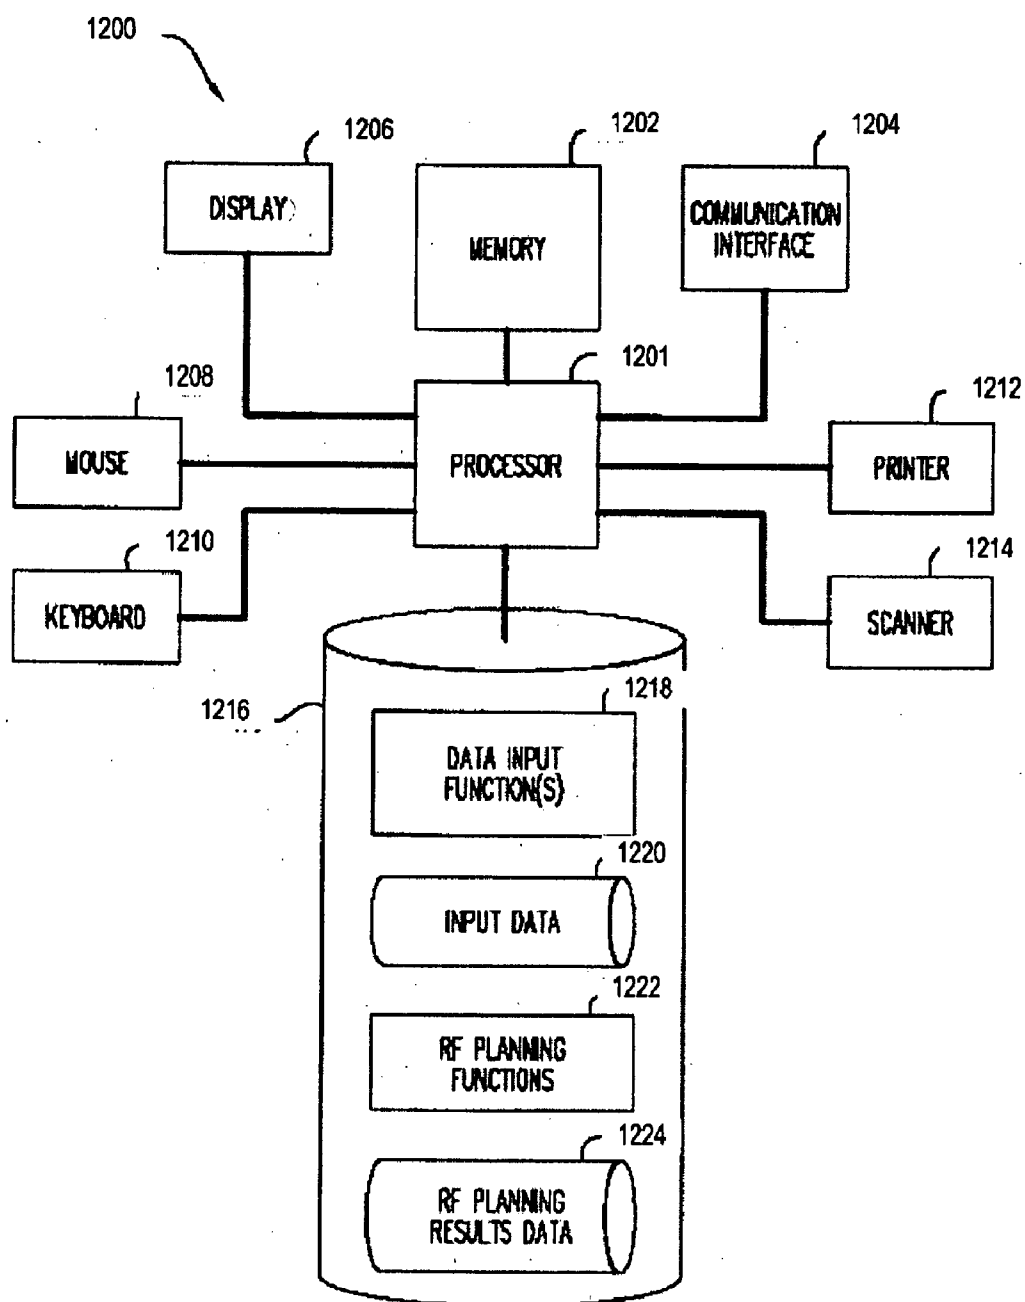 1200
1206
1202
1204
DISPLAY
MEMORY
COMMUNICATION
INTERFACE
1201
1208
1212
MOUSE
PROCESSOR
PRINTER
1210
1214
KEYBOARD
SCANNER
1216
1218
DATA INPUT
FUNCTION(S)
1220
INPUT DATA
1222
RF PLANNING
FUNCTIONS
1224
RF PLANNING
RESULTS DATA